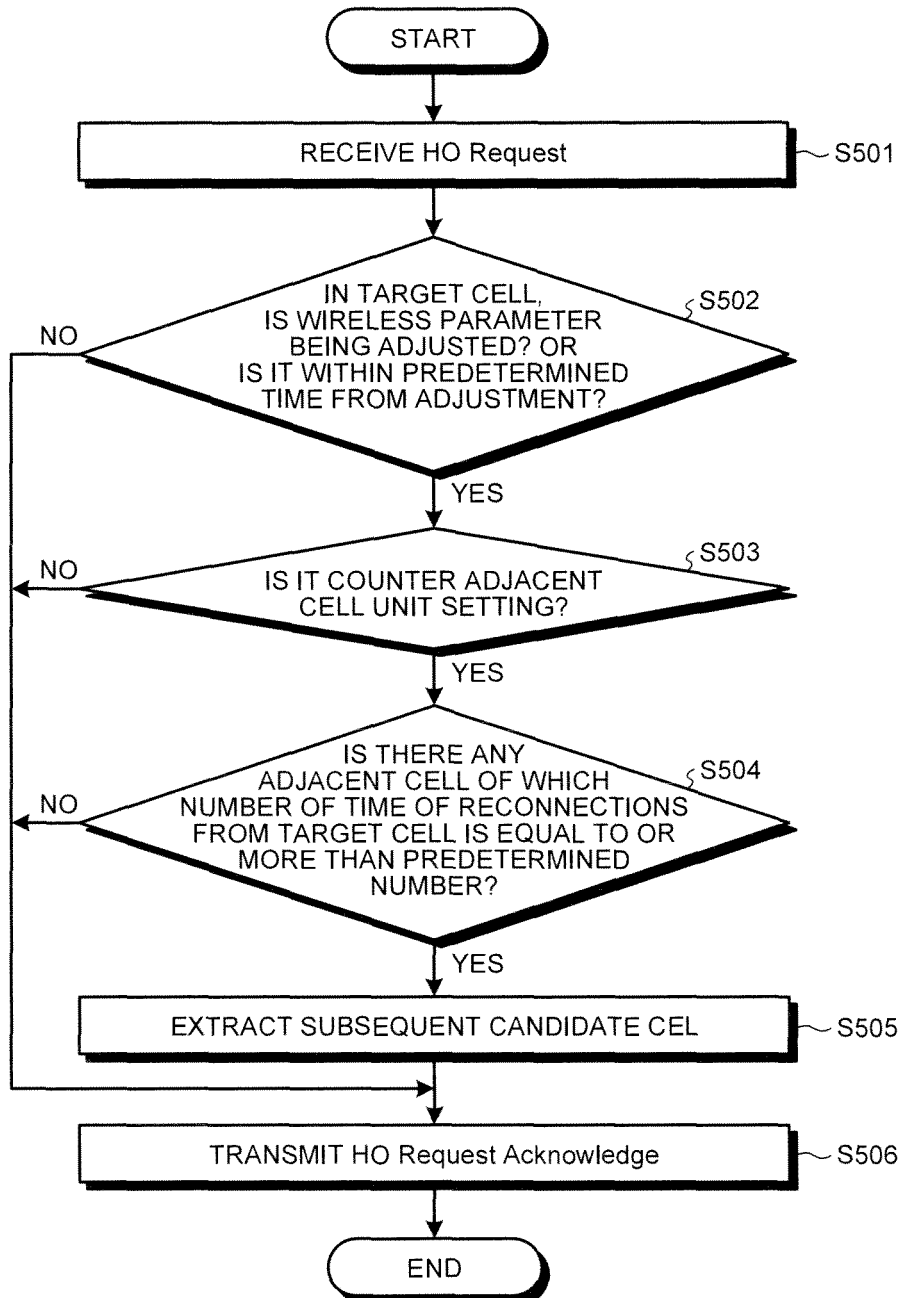 START
RECEIVE HO Request
S501
IN TARGET CELL,
IS WIRELESS PARAMETER
BEING ADJUSTED? OR
IS IT WITHIN PREDETERMINED
TIME FROM ADJUSTMENT?
S502
NO
YES
IS IT COUNTER ADJACENT
CELL UNIT SETTING?
S503
NO
YES
IS THERE ANY
ADJACENT CELL OF WHICH
NUMBER OF TIME OF RECONNECTIONS
FROM TARGET CELL IS EQUAL TO OR
MORE THAN PREDETERMINED
NUMBER?
S504
NO
YES
EXTRACT SUBSEQUENT CANDIDATE CEL
S505
TRANSMIT HO Request Acknowledge
S506
END